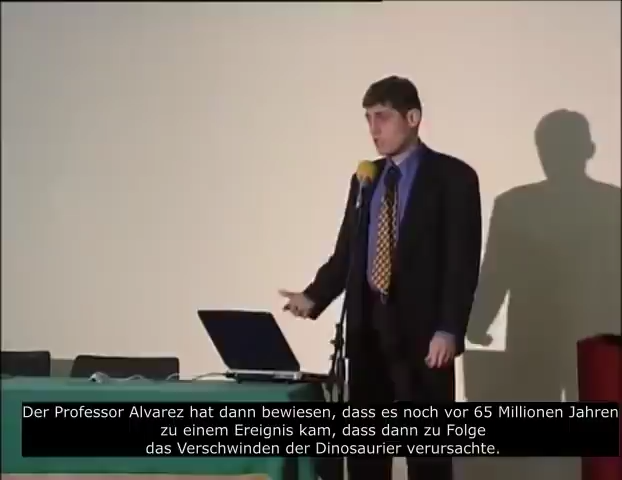 Der Professor Alvarez hat dann bewiesen, dass es noch vor 65 Millionen Jahren
zu einem Ereignis kam, dass dann zu Folge
das Verschwinden der Dinosaurier verursachte.